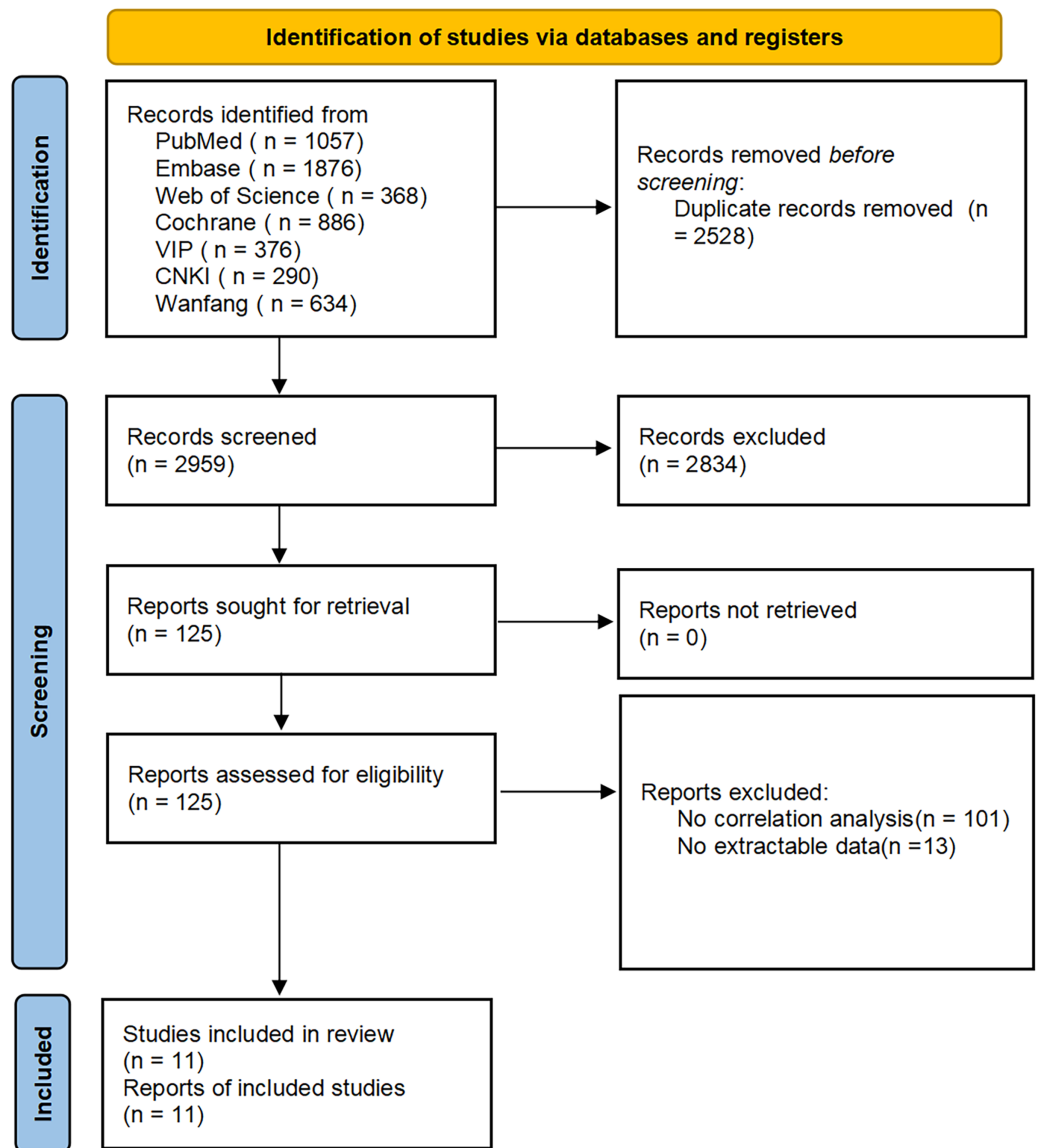 Identification of studies via databases and registers
Identification
Records identified from
PubMed ( n = 1057)
Embase ( n = 1876)
Web of Science ( n = 368)
Cochrane ( n = 886)
VIP ( n = 376)
CNKI ( n = 290)
Wanfang ( n = 634)
Records removed before
screening:
Duplicate records removed  (n
= 2528)
Screening
Records screened
(n = 2959)
Records excluded
(n = 2834)
Reports sought for retrieval
(n = 125)
Reports not retrieved
(n = 0)
Reports assessed for eligibility
(n = 125)
Reports excluded:
No correlation analysis(n = 101)
No extractable data(n =13)
Included
Studies included in review
(n = 11)
Reports of included studies
(n = 11)